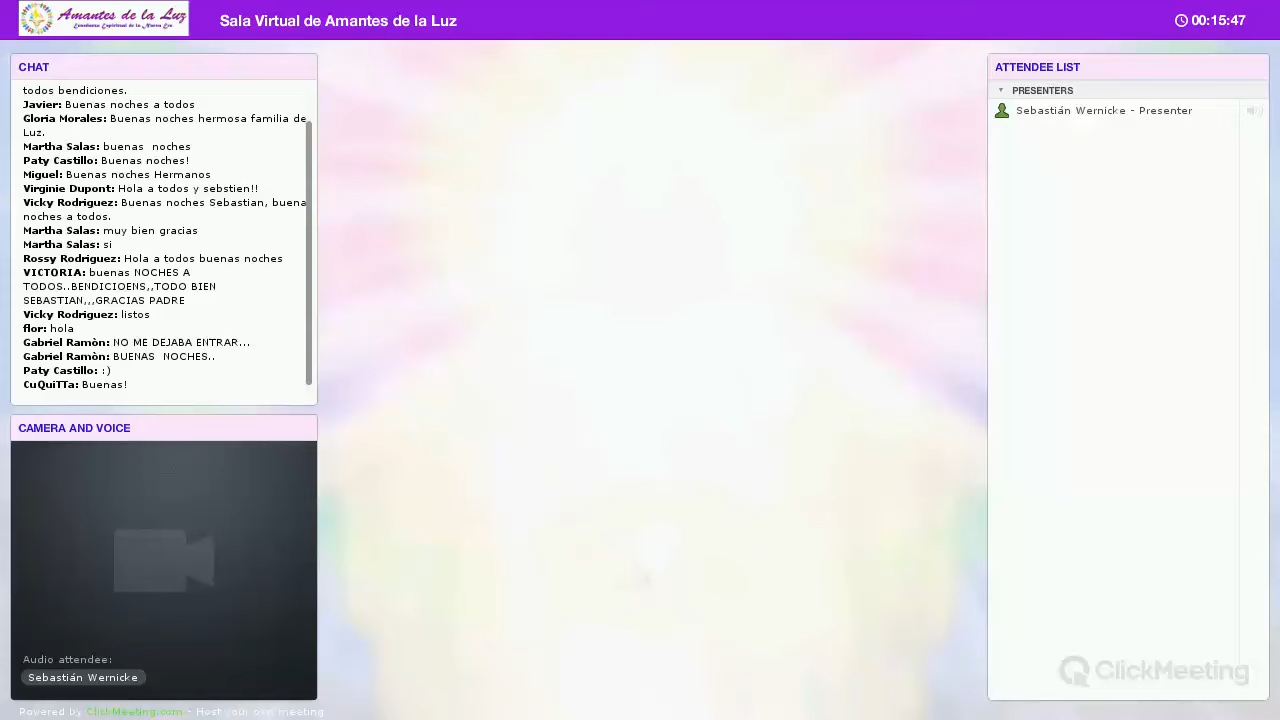 Amantes de la Luz
Enseñanza Espiritual de la Nueva Era
Sala Virtual de Amantes de la Luz
00:15:47
CHAT
todos bendiciones.
Javier: Buenas noches a todos
Gloria Morales: Buenas noches hermosa familia de
Luz.
Martha Salas: buenas  noches
Paty Castillo: Buenas noches!
Miguel: Buenas noches Hermanos
Virginie Dupont: Hola a todos y sebstien!!
Vicky Rodriguez: Buenas noches Sebastian, buena
noches a todos.
Martha Salas: muy bien gracias
Martha Salas: si
Rossy Rodriguez: Hola a todos buenas noches
VICTORIA: buenas NOCHES A
TODOS..BENDICIOENS,,TODO BIEN
SEBASTIAN,,,GRACIAS PADRE
Vicky Rodriguez: listos
flor: hola
Gabriel Ramòn: NO ME DEJABA ENTRAR...
Gabriel Ramòn: BUENAS  NOCHES..
Paty Castillo: :)
CuQuiTTa: Buenas!
CAMERA AND VOICE
Audio attendee:
Sebastián Wernicke
Powered by ClickMeeting.com - Host your own meeting
ATTENDEE LIST
PRESENTERS
Sebastián Wernicke - Presenter
ClickMeeting